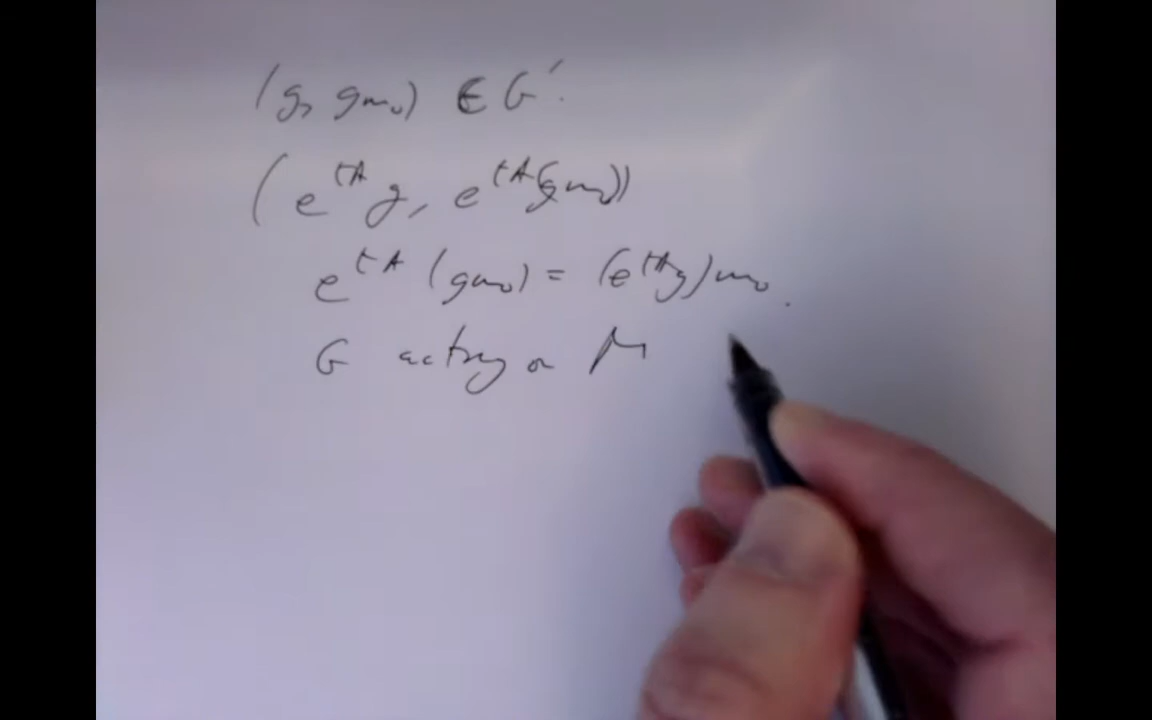 (g, gm₀) ∈ G'.
(e^{tA} g, e^{tA}(gm₀))
e^{tA} (gm₀) = (e^{tA}g)m₀.
G acting on M